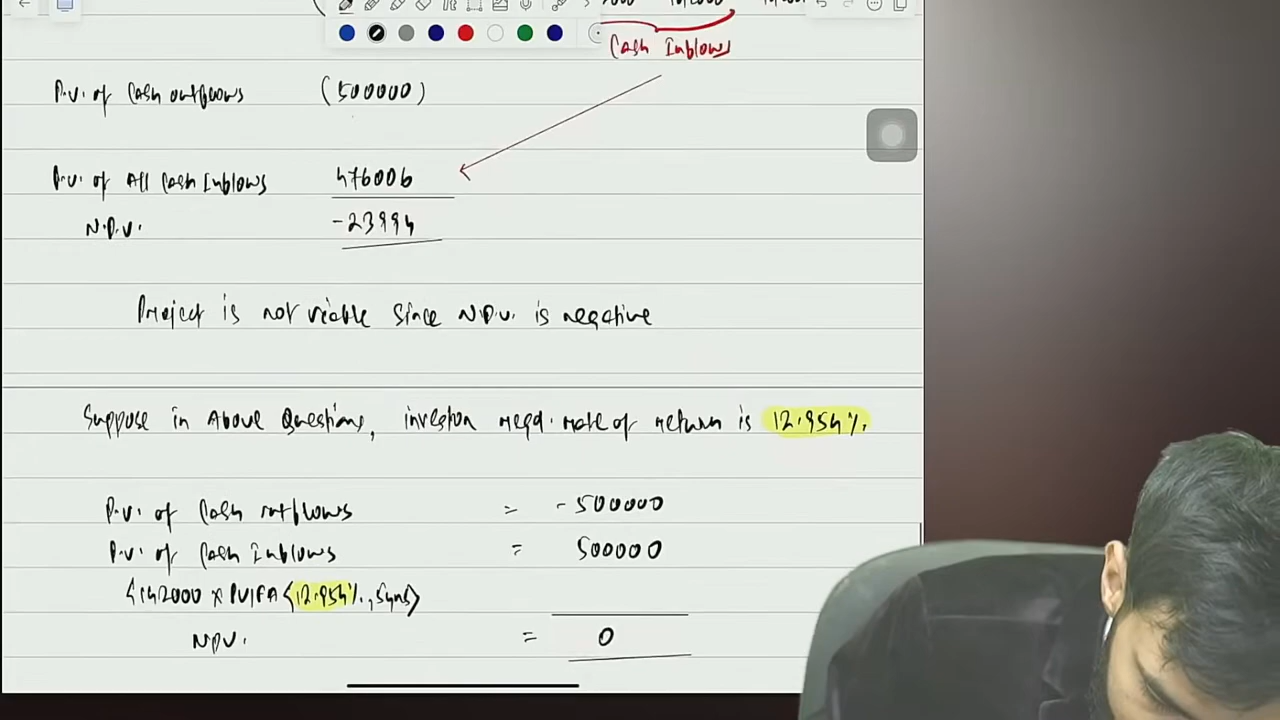 Cash Inflows
P.V. of Cash outflows (500000)
P.V. of All Cash Inflows 476006
N.P.V. -23994
Project is not viable since N.P.V. is negative
Suppose in Above Questions, investor reqd. rate of return is 12.954%.
P.V. of Cash outflows = -500000
P.V. of Cash Inflows = 500000
{142000 x PVIFA <12.954%, 5yrs>
NPV. = 0